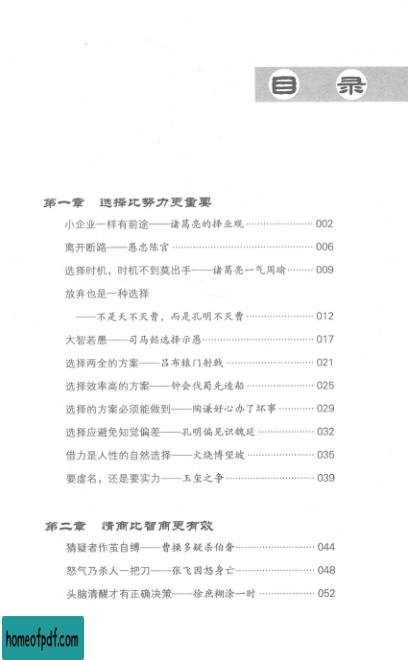 目 录
第一章 选择比努力更重要
小企业一样有前途——诸葛亮的择业观 ······················ 002
离开断路——愚忠陈宫 ············································ 006
选择时机，时机不到莫出手——诸葛亮一气周瑜 ········ 009
放弃也是一种选择
——不是天不灭曹，而是孔明不灭曹 ······················ 012
大智若愚——司马懿选择示愚 ································ 017
选择两全的方案——吕布辕门射戟 ·························· 021
选择效率高的方案——钟会伐蜀先造船 ···················· 025
选择的方案必须能做到——陶谦好心办了坏事 ············ 029
选择应避免知觉偏差——孔明偏见识魏延 ················· 032
借力是人性的自然选择——火烧博望坡 ···················· 035
要虚名，还是要实力——玉玺之争 ·························· 039
第二章 情商比智商更有效
猜疑者作茧自缚——曹操多疑杀伯奢 ······················· 044
怒气乃杀人一把刀——张飞因怒身亡 ······················· 048
头脑清醒才有正确决策——徐庶糊涂一时 ················· 052
homeofpdf.com